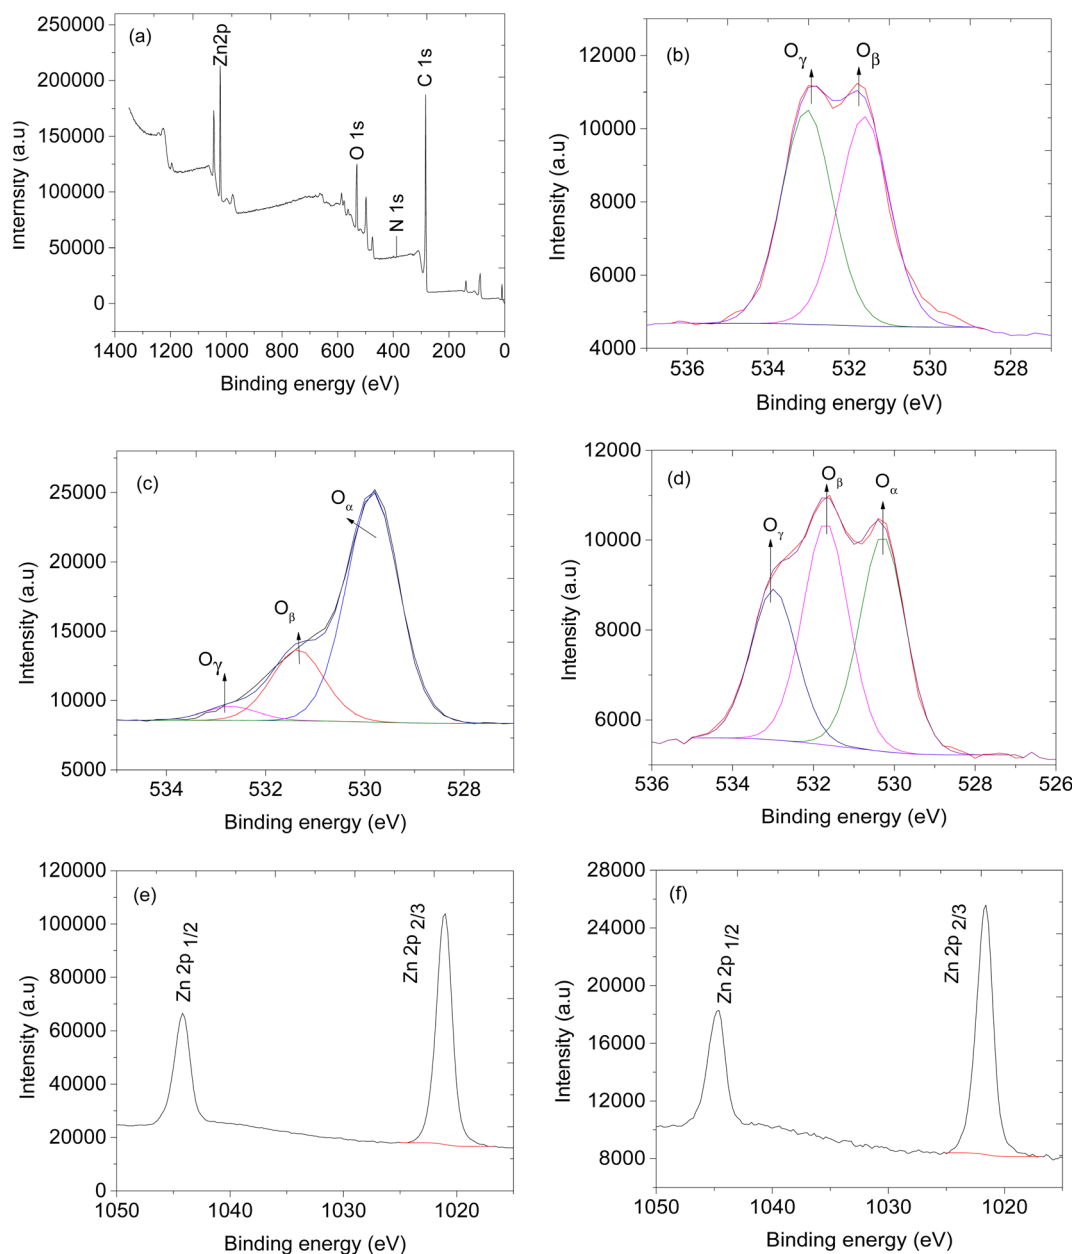 (a)
Zn2p
O 1s
N 1s
C 1s
250000
200000
150000
100000
50000
0
Internsity (a.u)
1400 1200 1000 800 600 400 200 0
Binding energy (eV)
(b)
Oγ
Oβ
12000
10000
8000
6000
4000
Intensity (a.u)
536 534 532 530 528
Binding energy (eV)
(c)
Oα
Oβ
Oγ
25000
20000
15000
10000
5000
Intensity (a.u)
534 532 530 528
Binding energy (eV)
(d)
Oγ
Oβ
Oα
12000
10000
8000
6000
Intensity (a.u)
536 534 532 530 528 526
Binding energy (eV)
(e)
Zn 2p 1/2
Zn 2p 2/3
120000
100000
80000
60000
40000
20000
0
Intensity (a.u)
1050 1040 1030 1020
Binding energy (eV)
(f)
Zn 2p 1/2
Zn 2p 2/3
28000
24000
20000
16000
12000
8000
Intensity (a.u)
1050 1040 1030 1020
Binding energy (eV)